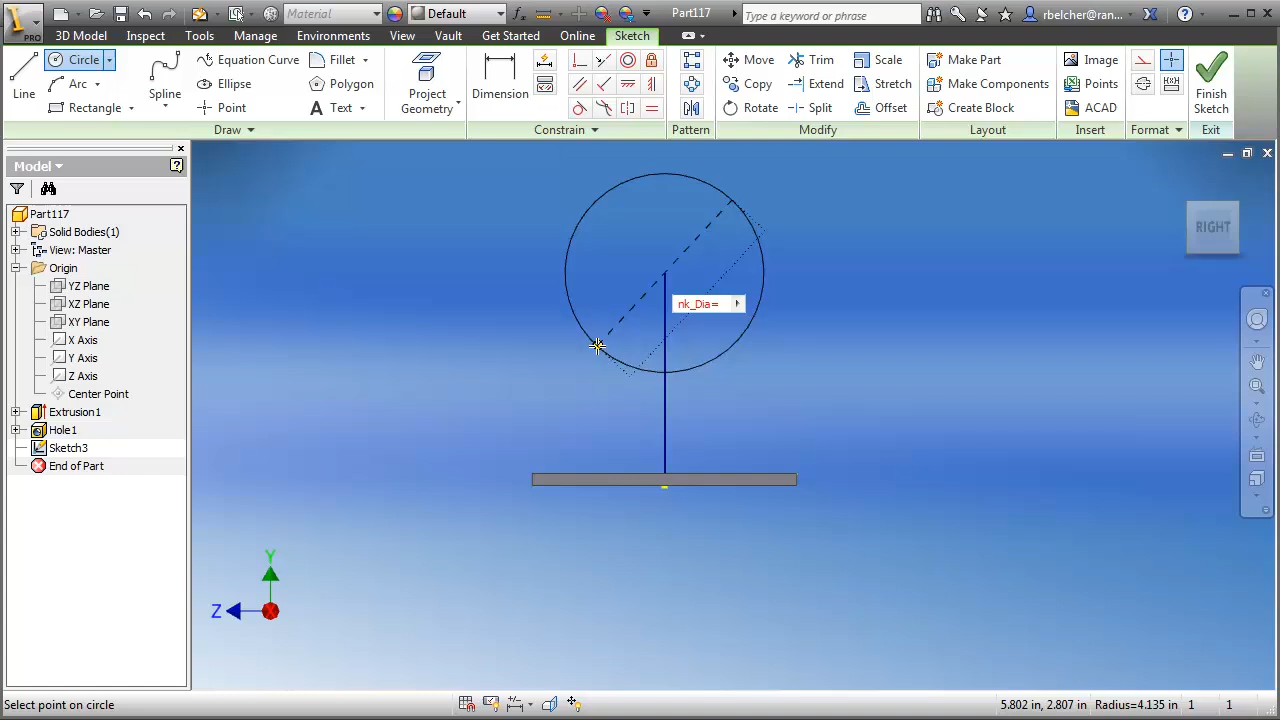 PRO
Material
Default
Part117
Type a keyword or phrase
rbelcher@ran...
3D Model
Inspect
Tools
Manage
Environments
View
Vault
Get Started
Online
Sketch
Line
Circle
Arc
Rectangle
Spline
Equation Curve
Ellipse
Point
Fillet
Polygon
Text
Project Geometry
Dimension
Move
Copy
Rotate
Trim
Extend
Split
Scale
Stretch
Offset
Make Part
Make Components
Create Block
Image
Points
ACAD
Finish Sketch
Draw
Constrain
Pattern
Modify
Layout
Insert
Format
Exit
Model
Part117
Solid Bodies(1)
View: Master
Origin
YZ Plane
XZ Plane
XY Plane
X Axis
Y Axis
Z Axis
Center Point
Extrusion1
Hole1
Sketch3
End of Part
nk_Dia=
RIGHT
Y
Z
X
Select point on circle
5.802 in, 2.807 in
Radius=4.135 in
1
1